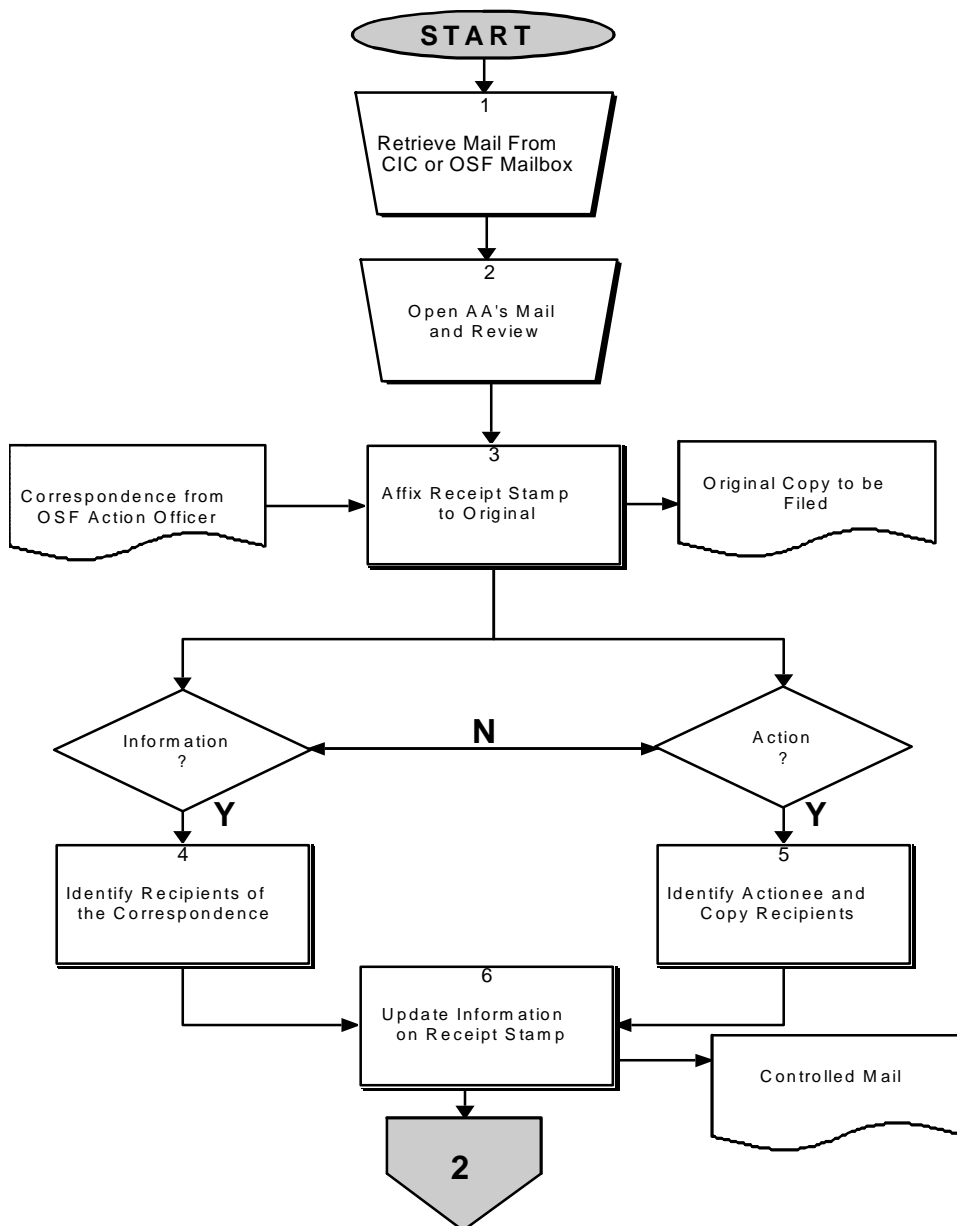 START
1
Retrieve Mail From
CIC or OSF Mailbox
2
Open AA's Mail
and Review
3
Affix Receipt Stamp
to Original
Correspondence from
OSF Action Officer
Original Copy to be
Filed
Information
?
N
Action
?
Y
Y
4
Identify Recipients of
the Correspondence
5
Identify Actionee and
Copy Recipients
6
Update Information
on Receipt Stamp
Controlled Mail
2